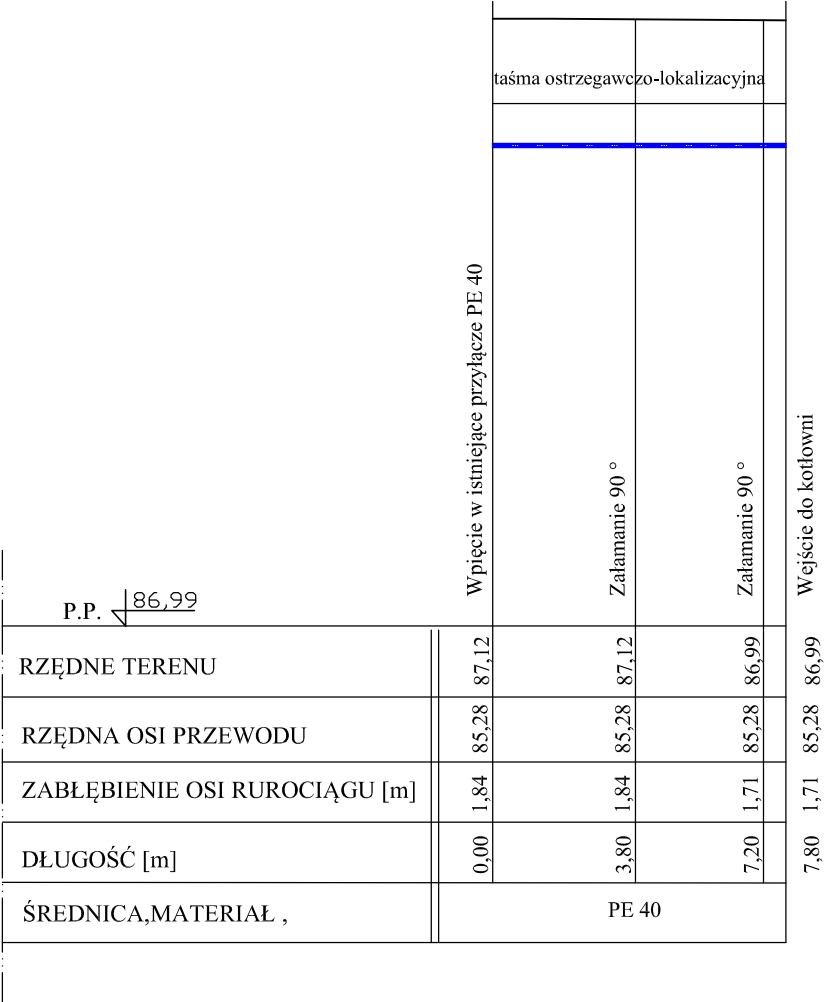 taśma ostrzegawczo-lokalizacyjna
Wpięcie w istniejące przyłącze PE 40
Załamanie 90 °
Załamanie 90 °
Wejście do kotłowni
P.P. 86,99
RZĘDNE TERENU 87,12 87,12 86,99 86,99
RZĘDNA OSI PRZEWODU 85,28 85,28 85,28 85,28
ZABŁĘBIENIE OSI RUROCIĄGU [m] 1,84 1,84 1,71 1,71
DŁUGOŚĆ [m] 0,00 3,80 7,20 7,80
ŚREDNICA,MATERIAŁ , PE 40